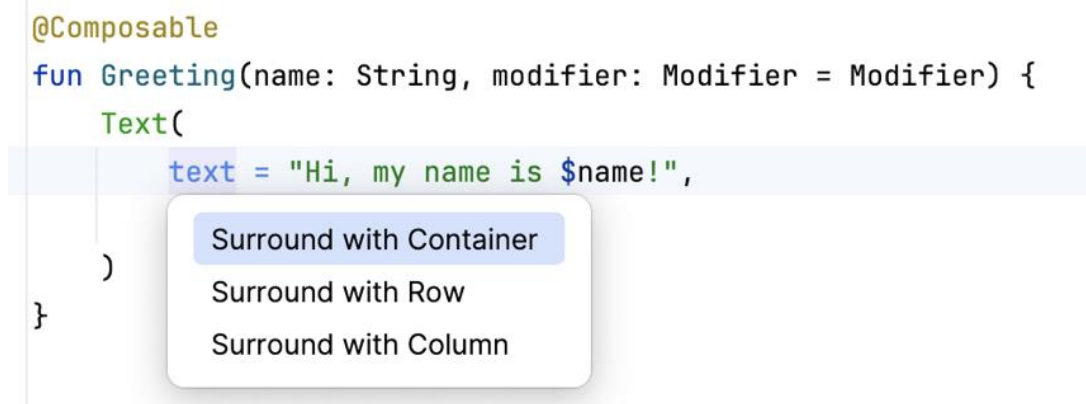 @Composable
fun Greeting(name: String, modifier: Modifier = Modifier) {
    Text(
        text = "Hi, my name is $name!",
Surround with Container
    )
Surround with Row
}
Surround with Column